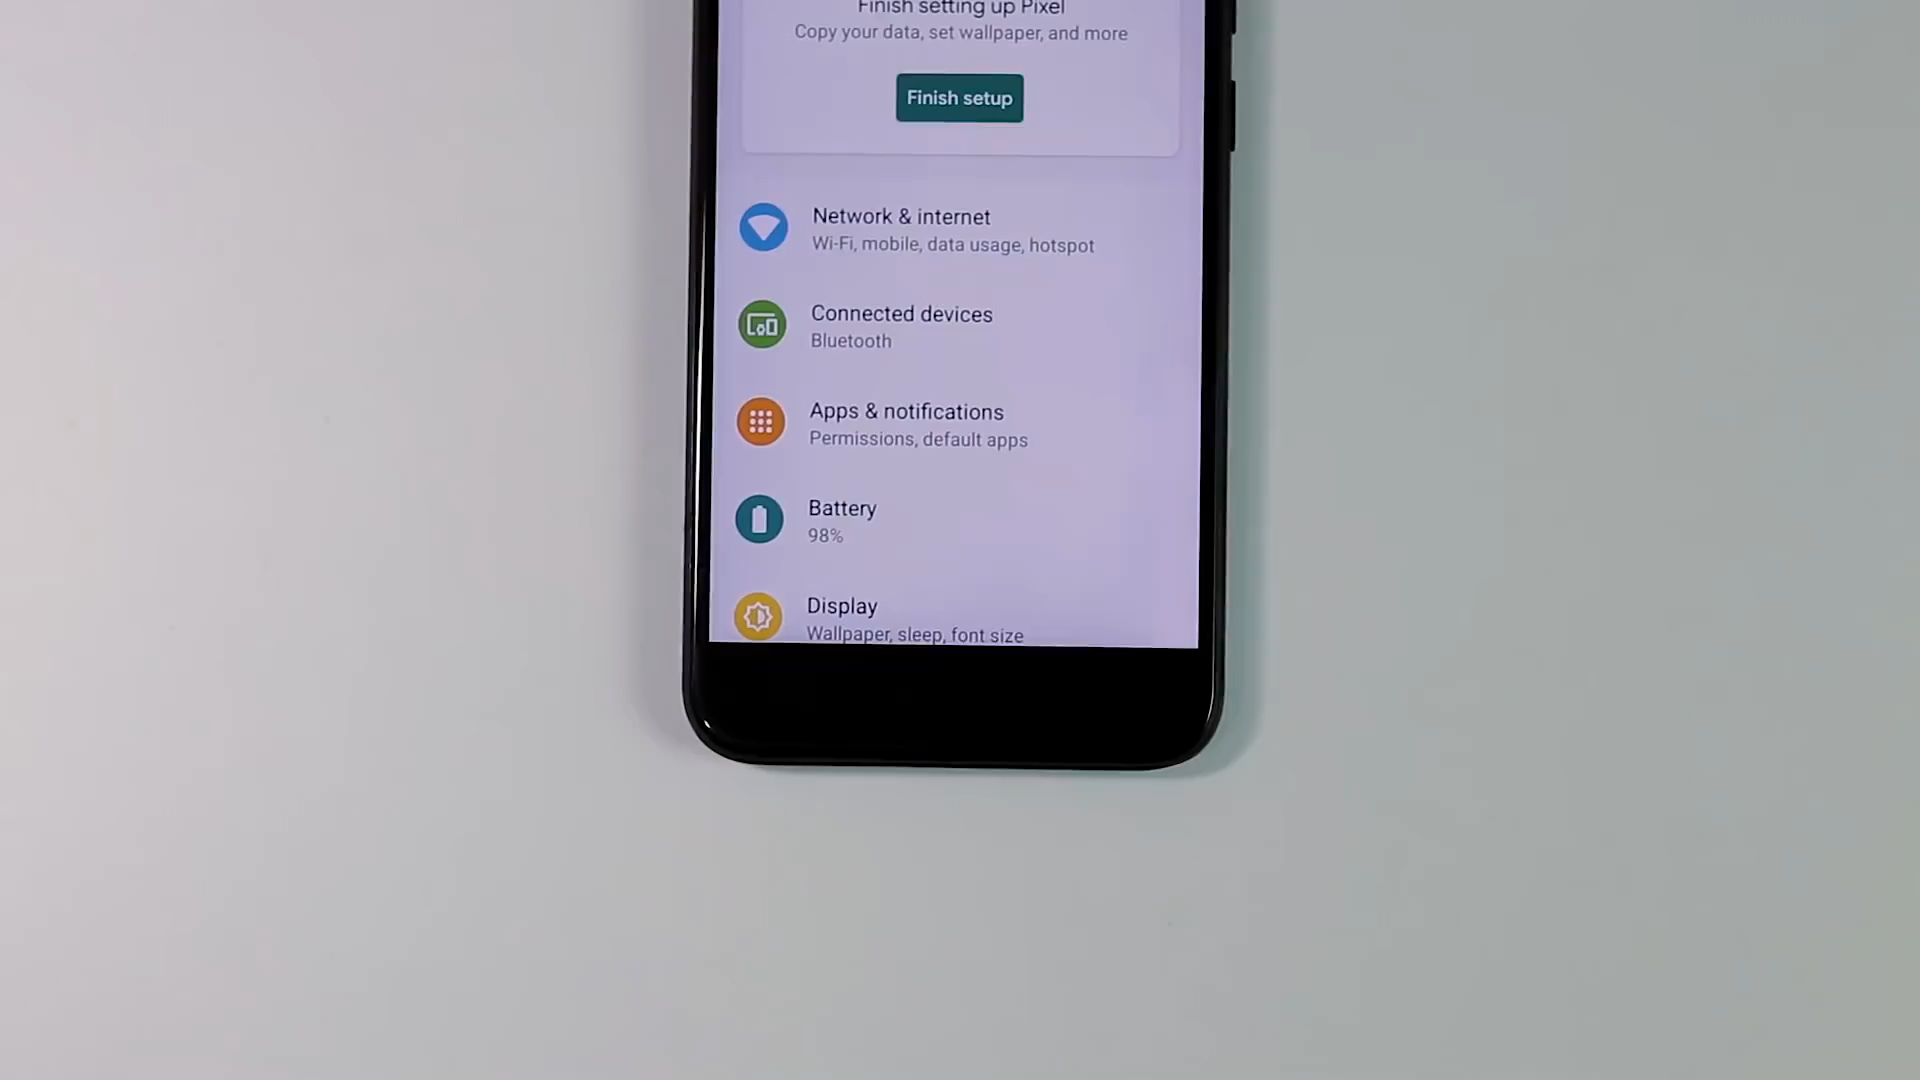 Finish setting up Pixel
Copy your data, set wallpaper, and more
Finish setup
Network & internet
Wi-Fi, mobile, data usage, hotspot
Connected devices
Bluetooth
Apps & notifications
Permissions, default apps
Battery
98%
Display
Wallpaper, sleep, font size